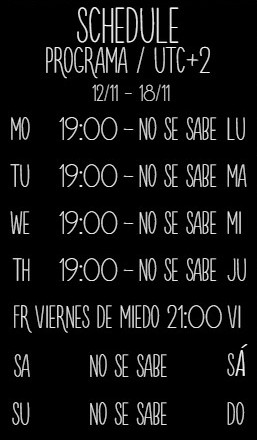 SCHEDULE
PROGRAMA / UTC+2
12/11 - 18/11
MO 19:00 - NO SE SABE LU
TU 19:00 - NO SE SABE MA
WE 19:00 - NO SE SABE MI
TH 19:00 - NO SE SABE JU
FR VIERNES DE MIEDO 21:00 VI
SA NO SE SABE SÁ
SU NO SE SABE DO